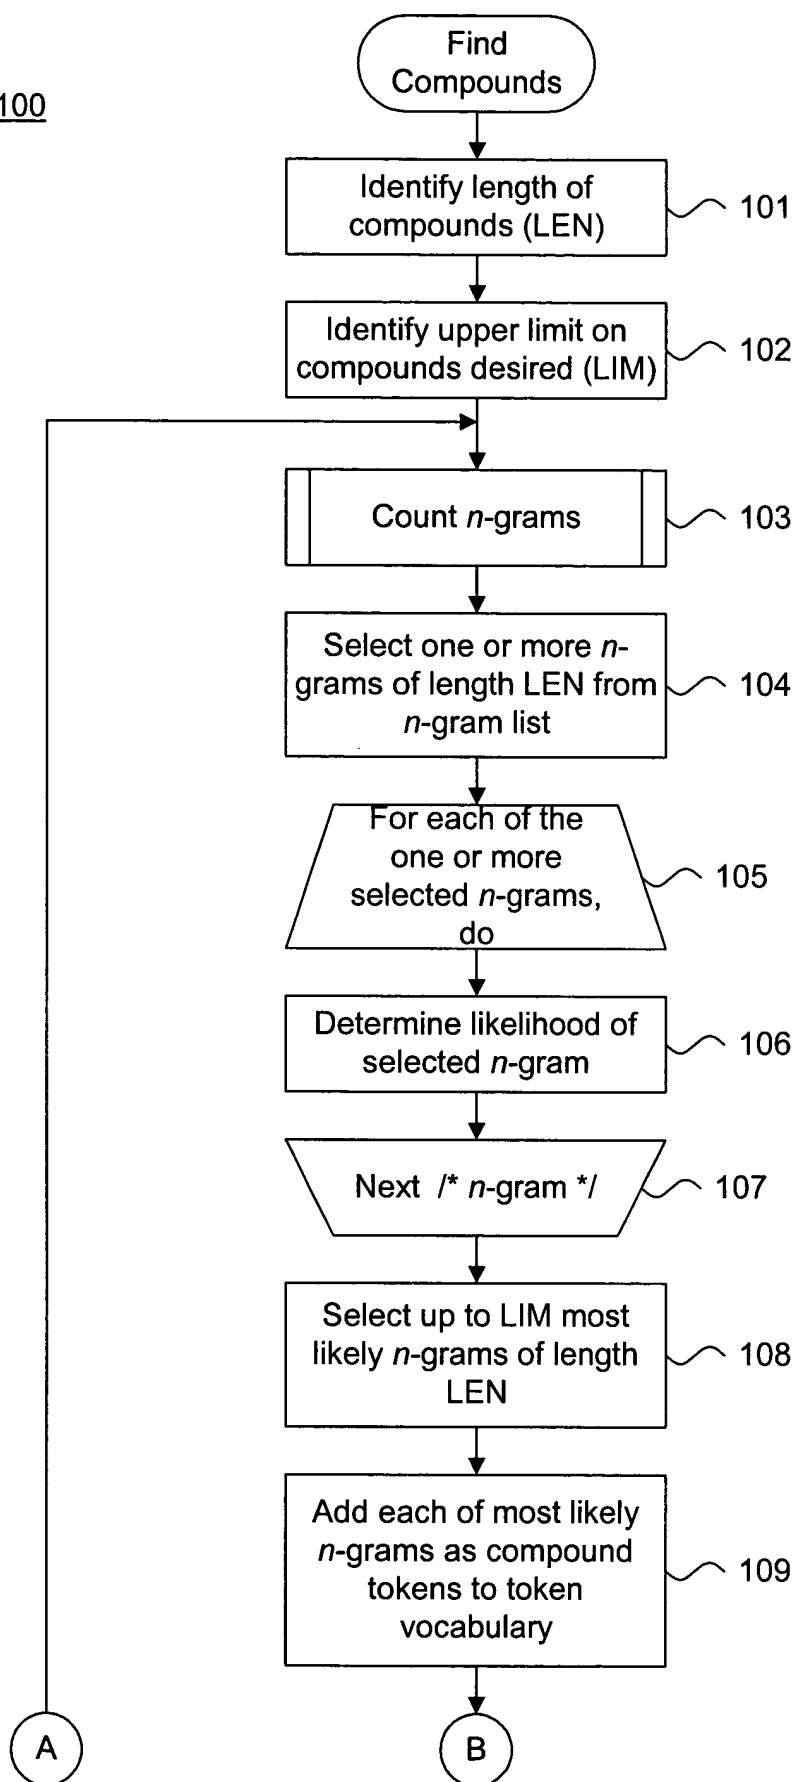 Find
Compounds
100
Identify length of
compounds (LEN)
101
Identify upper limit on
compounds desired (LIM)
102
Count n-grams
103
Select one or more n-
grams of length LEN from
n-gram list
104
For each of the
one or more
selected n-grams,
do
105
Determine likelihood of
selected n-gram
106
Next /* n-gram */
107
Select up to LIM most
likely n-grams of length
LEN
108
Add each of most likely
n-grams as compound
tokens to token
vocabulary
109
A
B